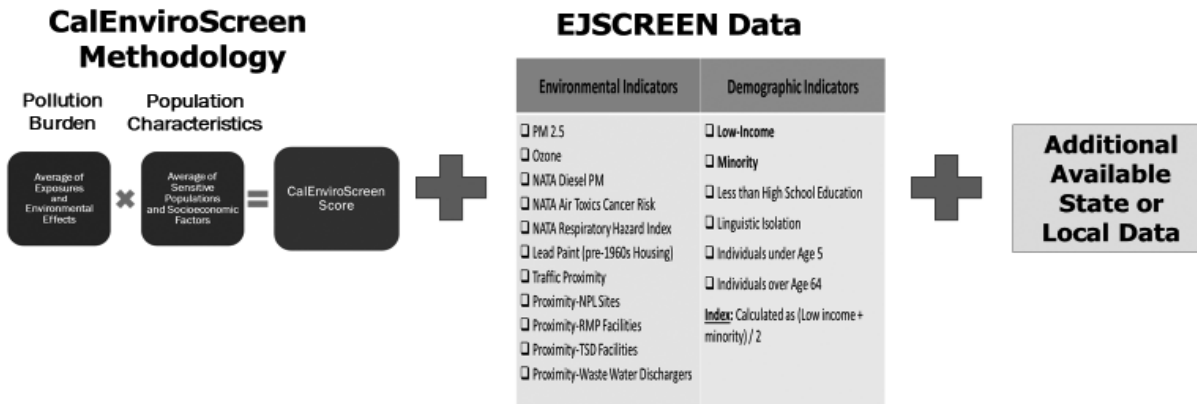 CalEnviroScreen
Methodology
Pollution
Burden
Population
Characteristics
Average of
Exposures
and
Environmental
Effects
Average of
Sensitive
Populations
and Socioeconomic
Factors
CalEnviroScreen
Score
EJSCREEN Data
Environmental Indicators
PM 2.5
Ozone
NATA Diesel PM
NATA Air Toxics Cancer Risk
NATA Respiratory Hazard Index
Lead Paint (pre-1960s Housing)
Traffic Proximity
Proximity-NPL Sites
Proximity-RMP Facilities
Proximity-TSD Facilities
Proximity-Waste Water Dischargers
Demographic Indicators
Low-Income
Minority
Less than High School Education
Linguistic Isolation
Individuals under Age 5
Individuals over Age 64
Index: Calculated as (Low income +
minority) / 2
Additional
Available
State or
Local Data